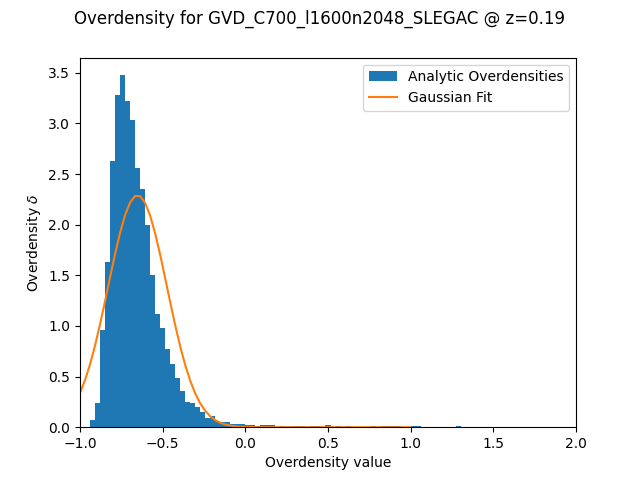 Overdensity for GVD_C700_l1600n2048_SLEGAC @ z=0.19
Analytic Overdensities
Gaussian Fit
Overdensity δ
3.5
3.0
2.5
2.0
1.5
1.0
0.5
0.0
−1.0 −0.5 0.0 0.5 1.0 1.5 2.0
Overdensity value